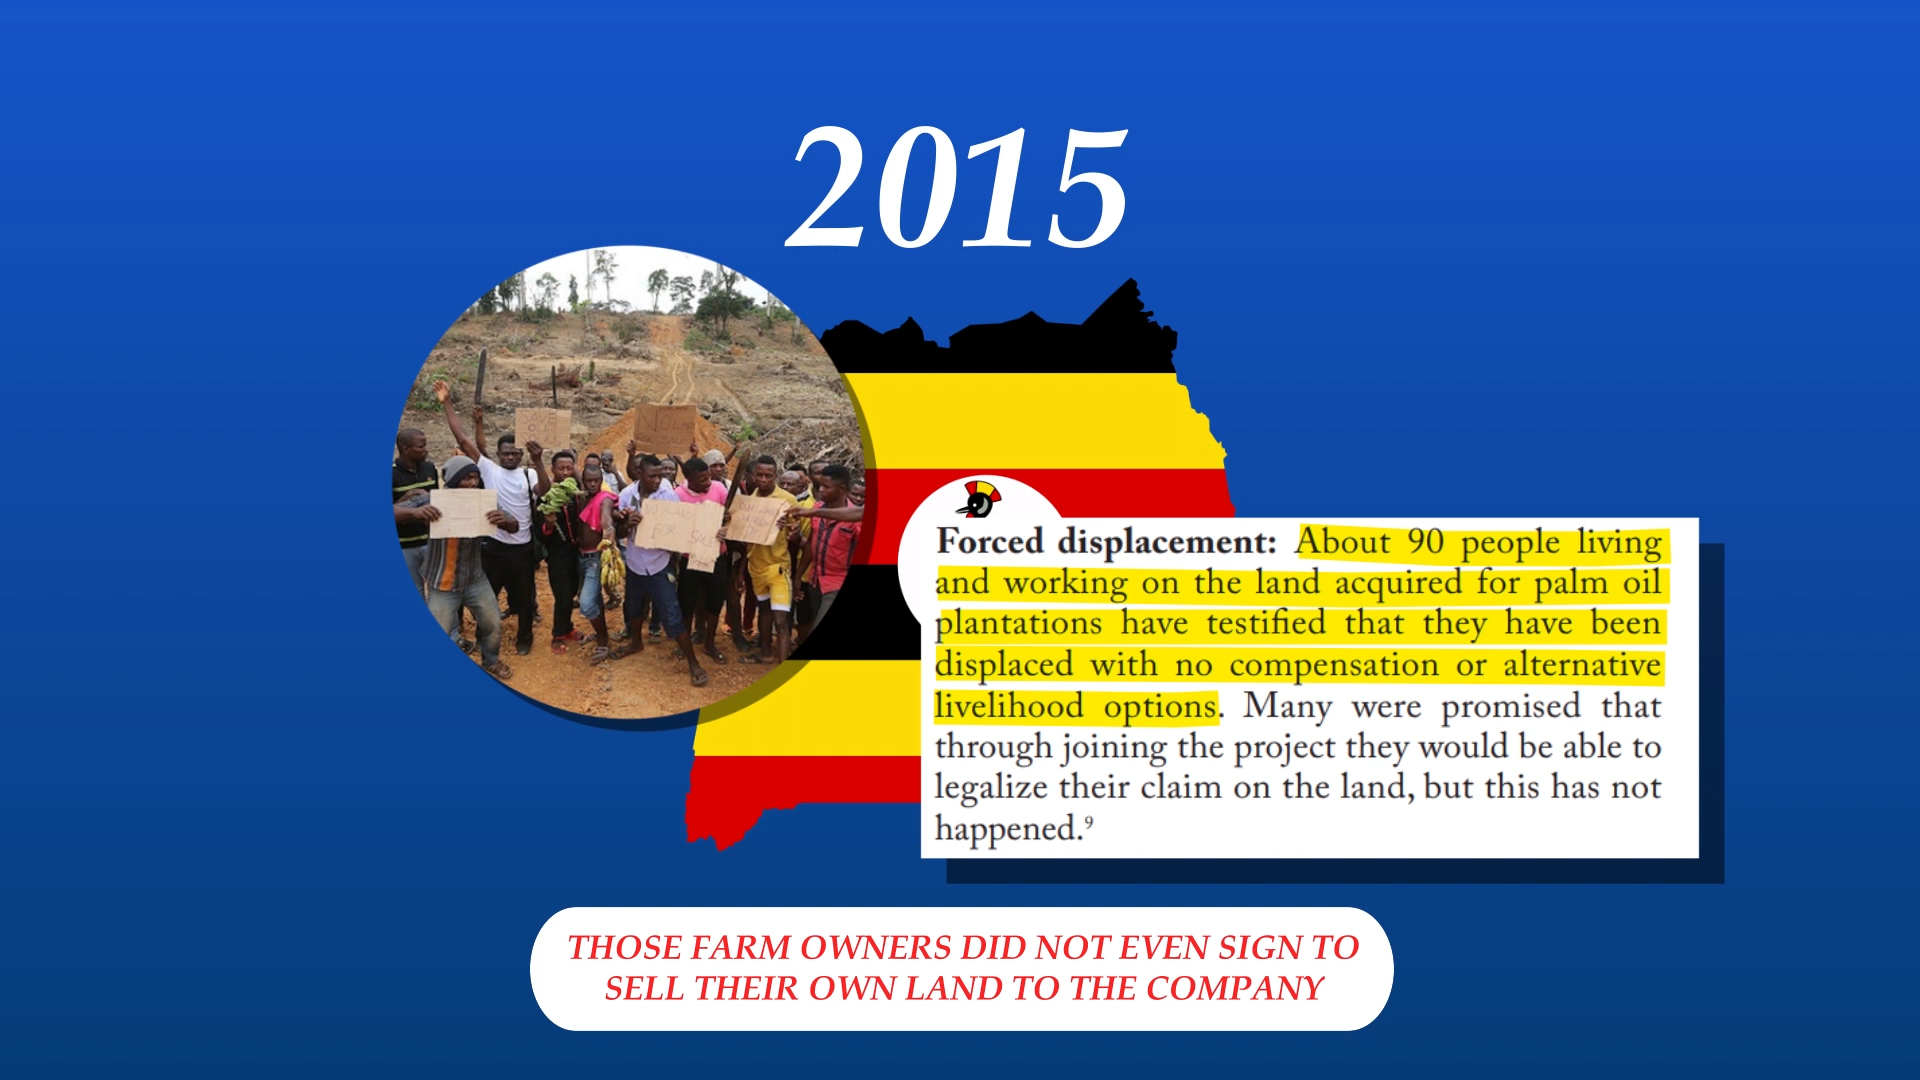 2015
Forced displacement: About 90 people living
and working on the land acquired for palm oil
plantations have testified that they have been
displaced with no compensation or alternative
livelihood options. Many were promised that
through joining the project they would be able to
legalize their claim on the land, but this has not
happened.⁹
THOSE FARM OWNERS DID NOT EVEN SIGN TO
SELL THEIR OWN LAND TO THE COMPANY